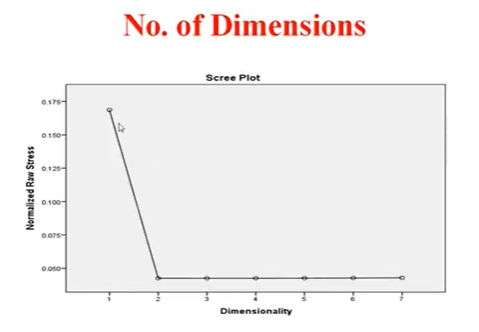 No. of Dimensions
Scree Plot
Normalized Raw Stress
0.175
0.150
0.125
0.100
0.075
0.050
1 2 3 4 5 6 7
Dimensionality